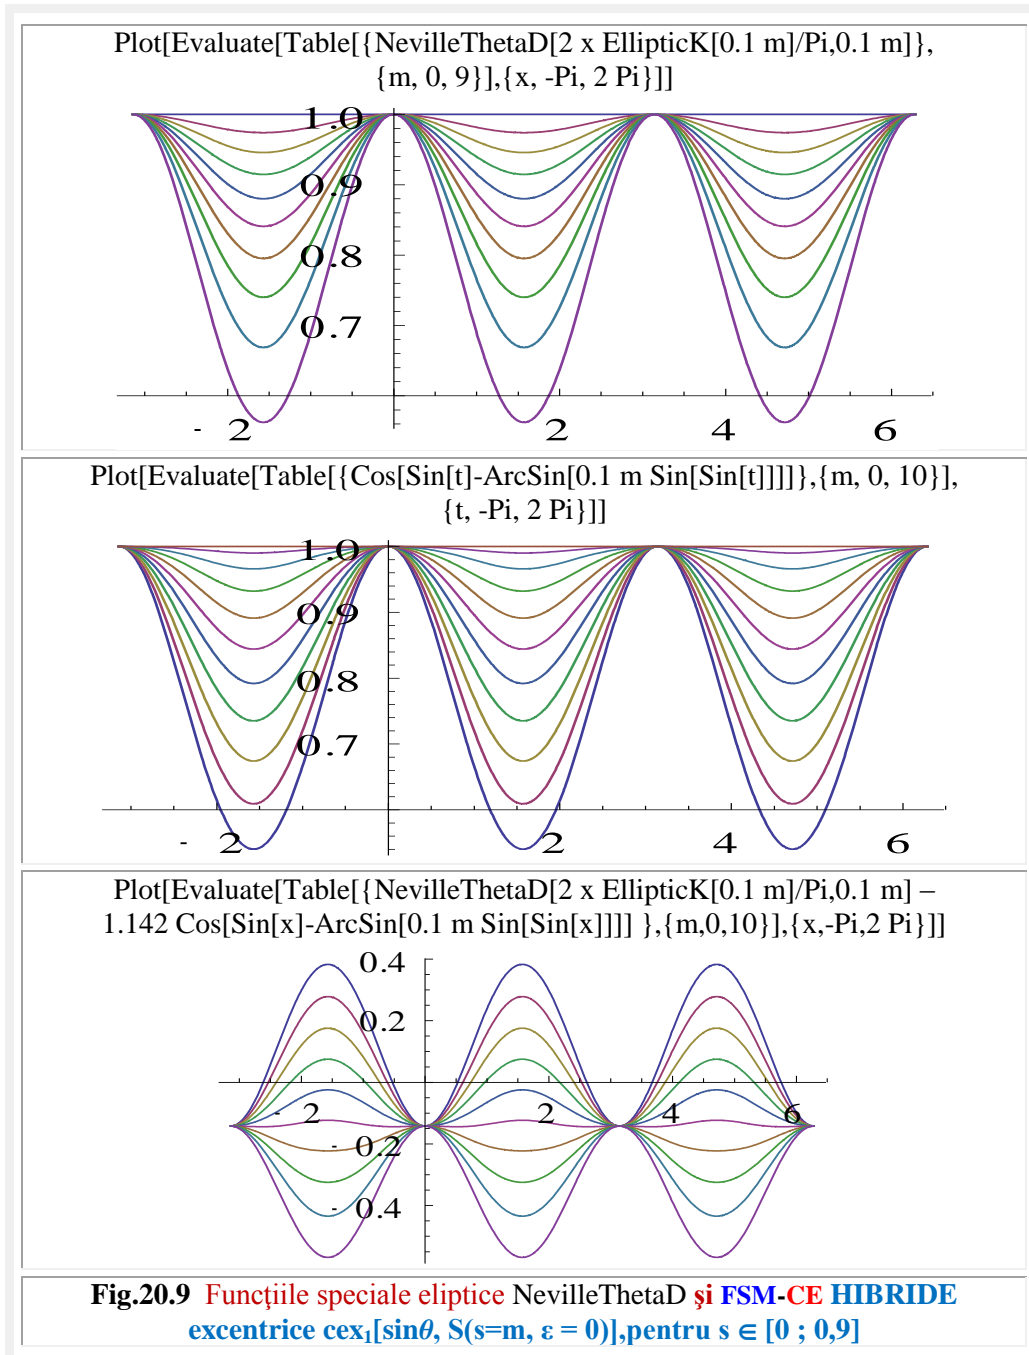 Plot[Evaluate[Table[{NevilleThetaD[2 x EllipticK[0.1 m]/Pi,0.1 m]},
{m, 0, 9}],{x, -Pi, 2 Pi}]]
1.0
0.9
0.8
0.7
- 2 2 4 6
Plot[Evaluate[Table[{Cos[Sin[t]-ArcSin[0.1 m Sin[Sin[t]]]]},{m, 0, 10}],
{t, -Pi, 2 Pi}]]
1.0
0.9
0.8
0.7
- 2 2 4 6
Plot[Evaluate[Table[{NevilleThetaD[2 x EllipticK[0.1 m]/Pi,0.1 m] –
1.142 Cos[Sin[x]-ArcSin[0.1 m Sin[Sin[x]]]] },{m,0,10}],{x,-Pi,2 Pi}]]
0.4
0.2
- 2 2 4 6
- 0.2
- 0.4
Fig.20.9 Funcţiile speciale eliptice NevilleThetaD şi FSM-CE HIBRIDE
excentrice cex₁[sinθ, S(s=m, ε = 0)],pentru s ∈ [0 ; 0,9]